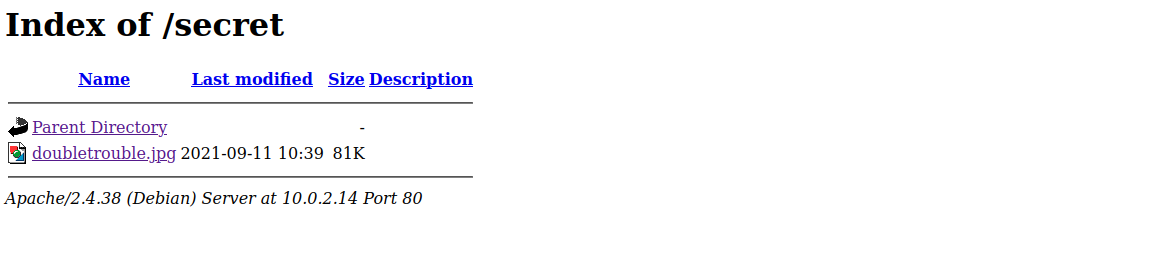 Index of /secret
Name Last modified Size Description
Parent Directory -
doubletrouble.jpg 2021-09-11 10:39 81K
Apache/2.4.38 (Debian) Server at 10.0.2.14 Port 80